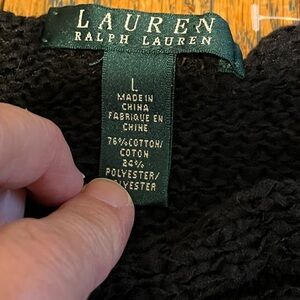 LAUREN
RALPH LAUREN
L
MADE IN
CHINA
FABRIQUE EN
CHINE
76%COTTON/
COTON
24%
POLYESTER/
POLYESTER